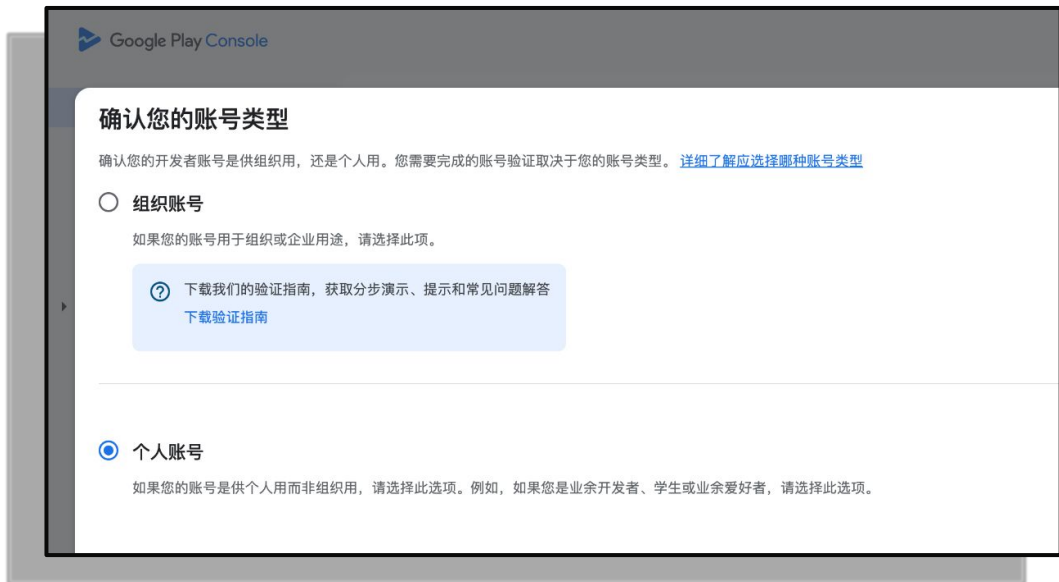 Google Play Console
确认您的账号类型
确认您的开发者账号是供组织用，还是个人用。您需要完成的账号验证取决于您的账号类型。 详细了解应选择哪种账号类型
组织账号
如果您的账号用于组织或企业用途，请选择此项。
下载我们的验证指南，获取分步演示、提示和常见问题解答
下载验证指南
个人账号
如果您的账号是供个人用而非组织用，请选择此选项。例如，如果您是业余开发者、学生或业余爱好者，请选择此选项。